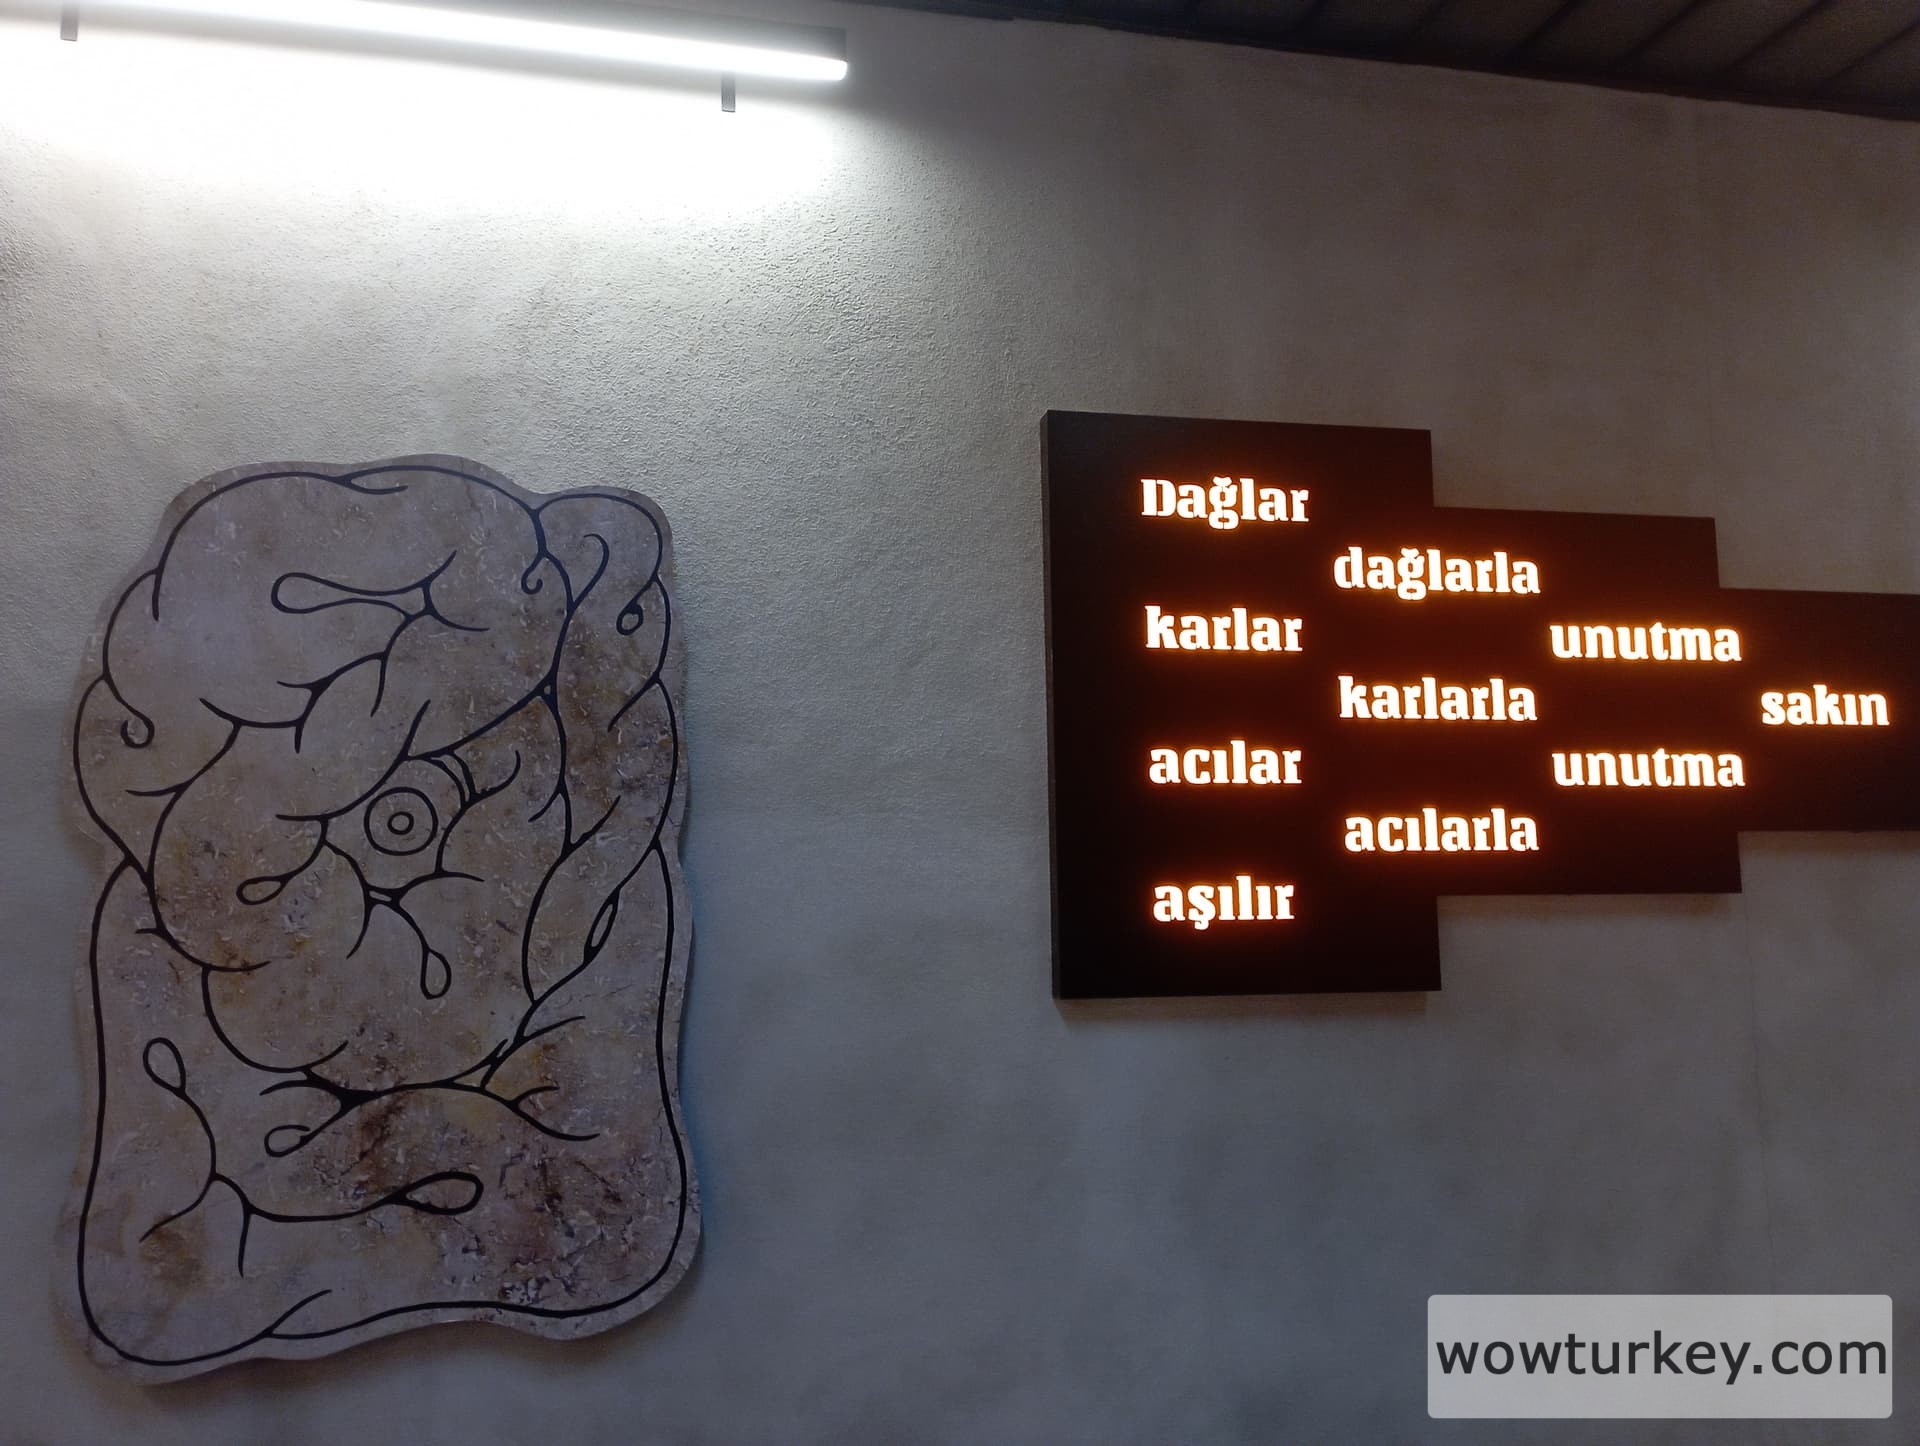 Dağlar
dağlarla
karlar
unutma
karlarla
sakın
acılar
unutma
acılarla
aşılır
wowturkey.com